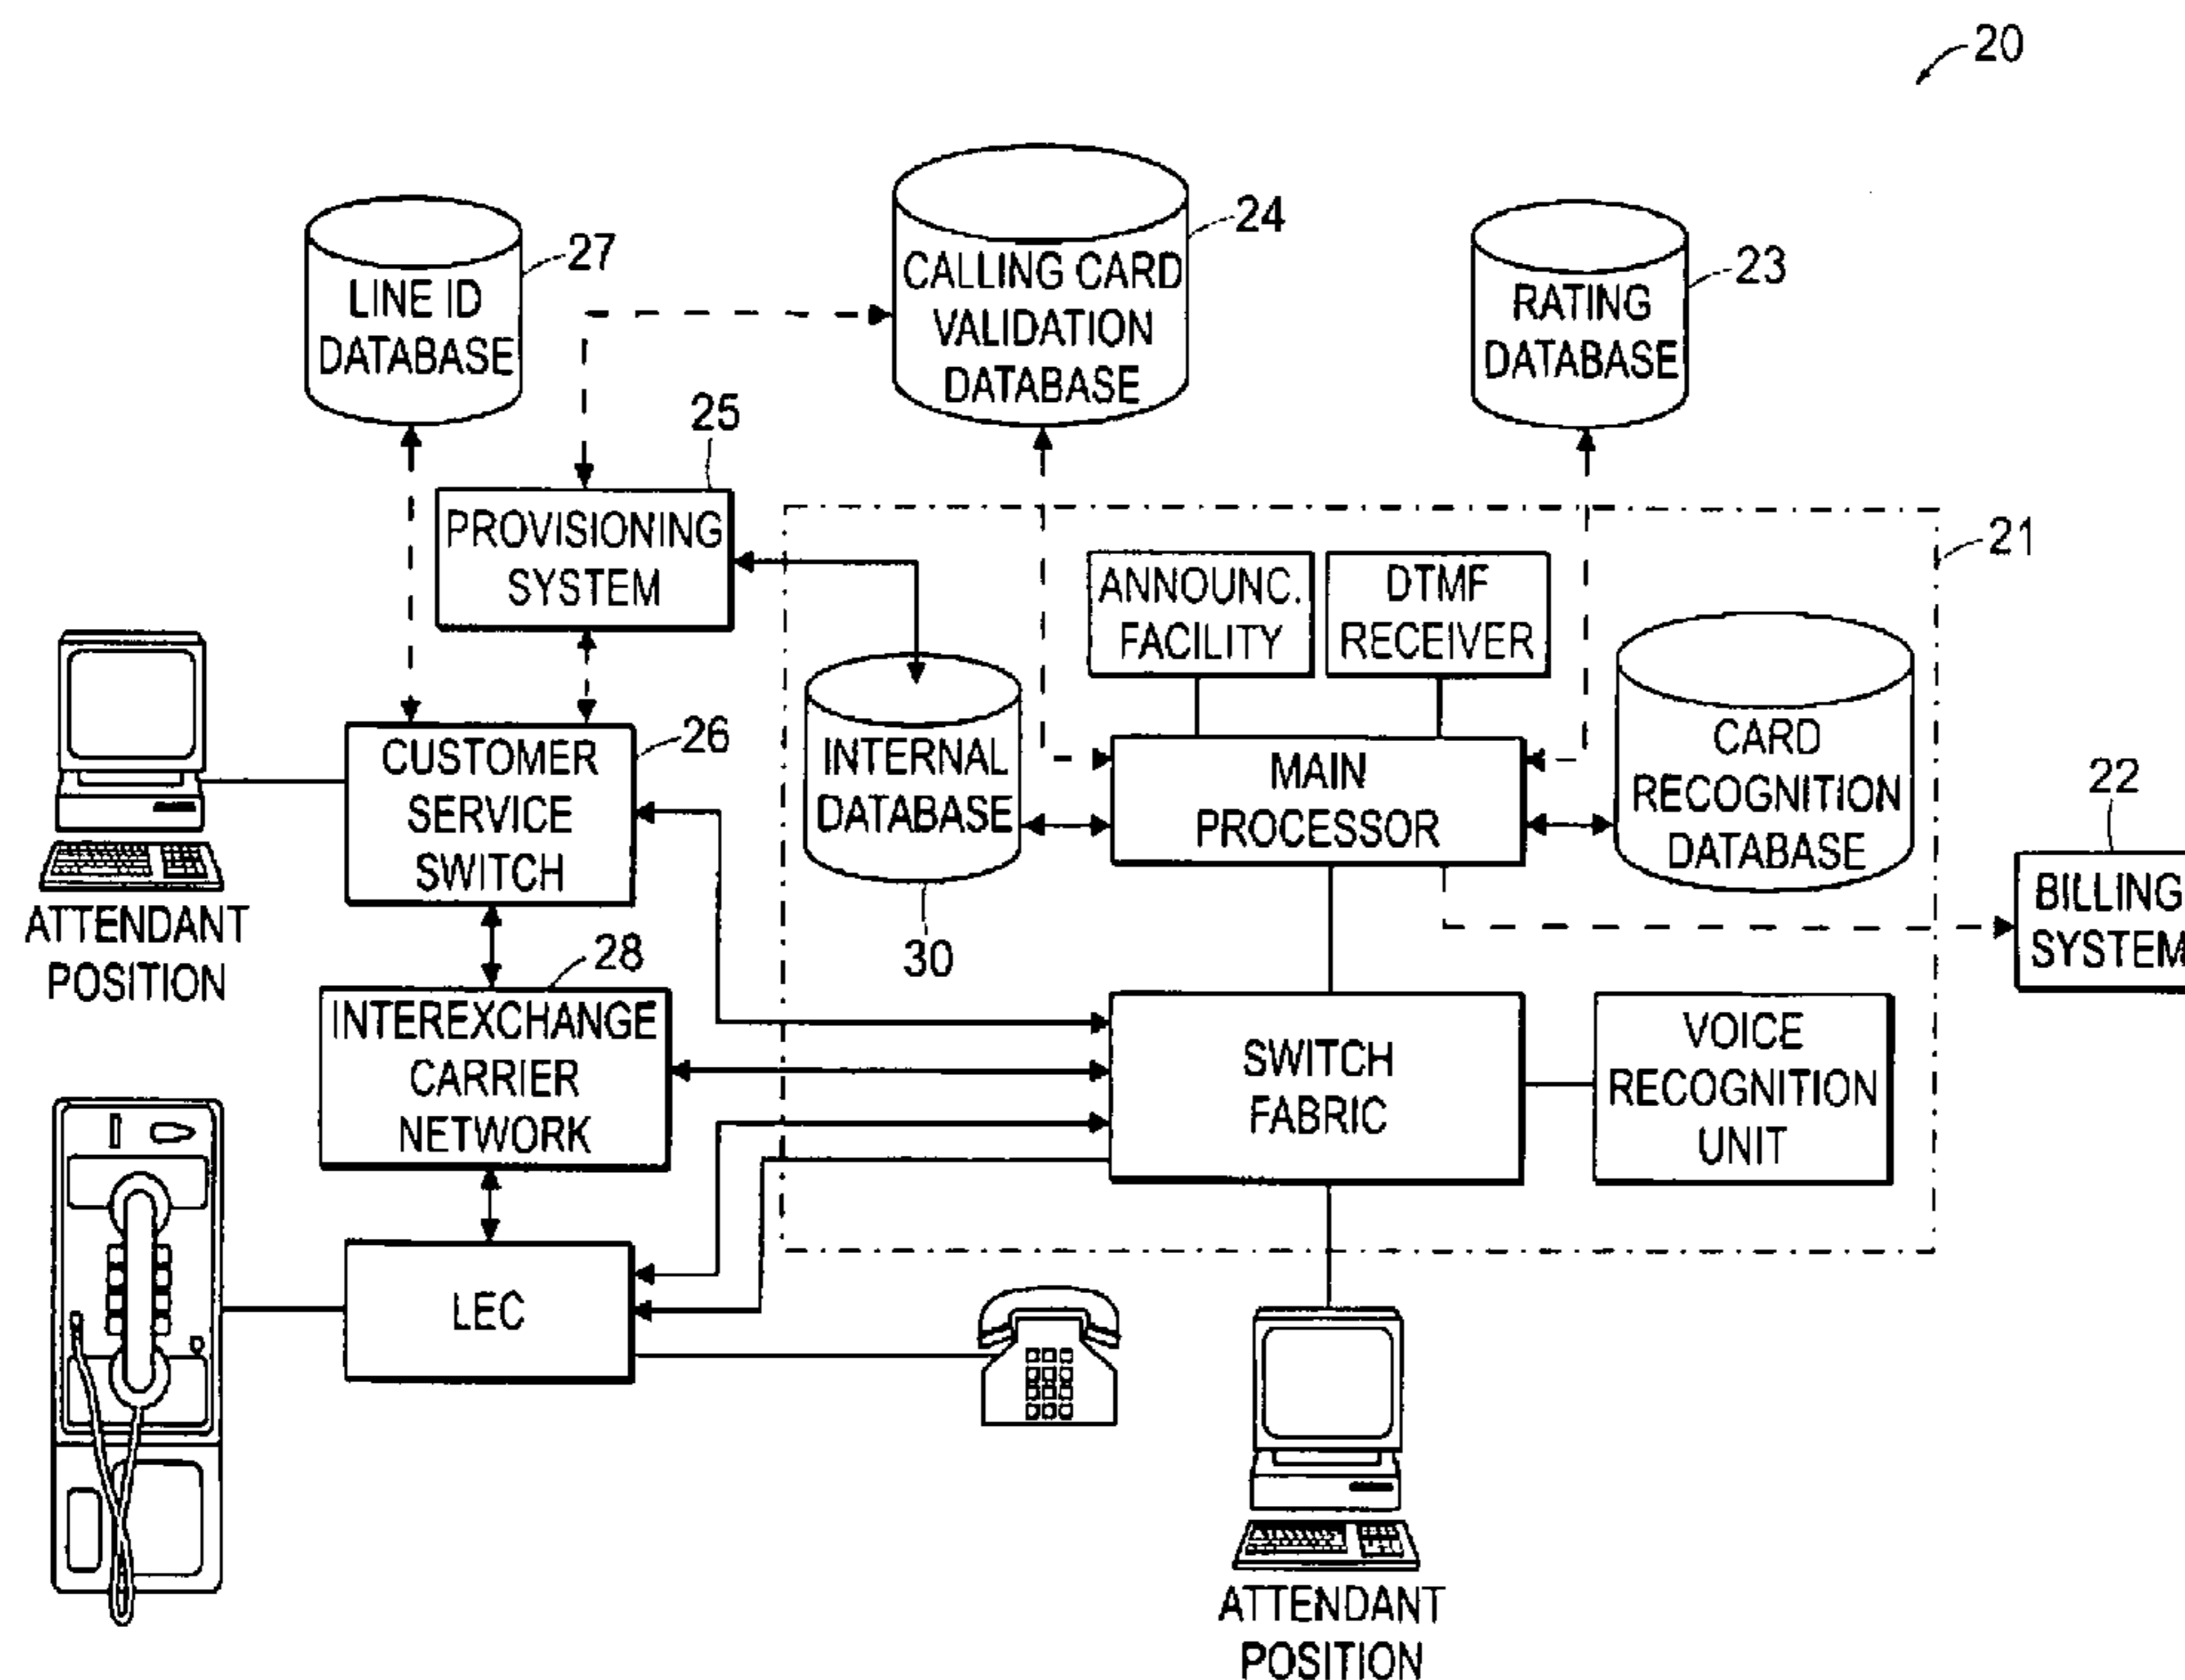 20
27
LINE ID
DATABASE
24
CALLING CARD
VALIDATION
DATABASE
23
RATING
DATABASE
25
PROVISIONING
SYSTEM
21
ANNOUNC.
FACILITY
DTMF
RECEIVER
26
CUSTOMER
SERVICE
SWITCH
INTERNAL
DATABASE
30
MAIN
PROCESSOR
CARD
RECOGNITION
DATABASE
22
BILLING
SYSTEM
ATTENDANT
POSITION
28
INTEREXCHANGE
CARRIER
NETWORK
SWITCH
FABRIC
VOICE
RECOGNITION
UNIT
LEC
ATTENDANT
POSITION